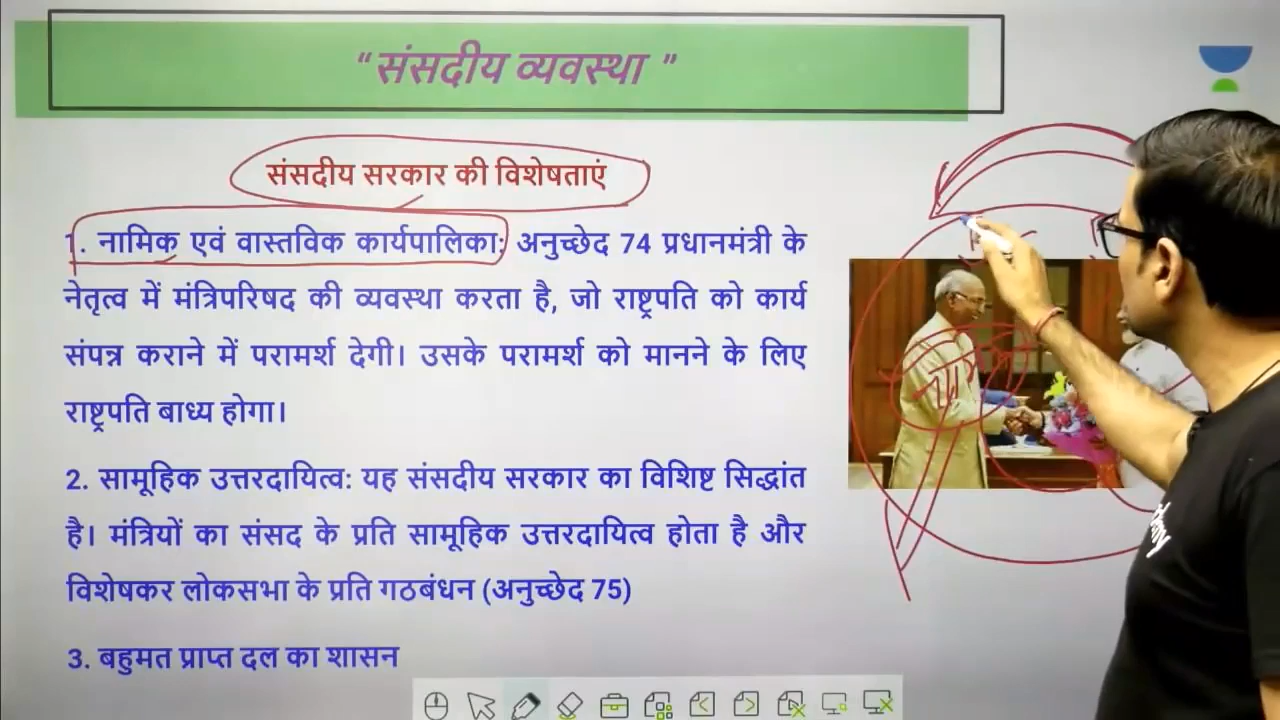 “संसदीय व्यवस्था ”
संसदीय सरकार की विशेषताएं
1. नामिक एवं वास्तविक कार्यपालिका: अनुच्छेद 74 प्रधानमंत्री के
नेतृत्व में मंत्रिपरिषद की व्यवस्था करता है, जो राष्ट्रपति को कार्य
संपन्न कराने में परामर्श देगी। उसके परामर्श को मानने के लिए
राष्ट्रपति बाध्य होगा।
2. सामूहिक उत्तरदायित्व: यह संसदीय सरकार का विशिष्ट सिद्धांत
है। मंत्रियों का संसद के प्रति सामूहिक उत्तरदायित्व होता है और
विशेषकर लोकसभा के प्रति गठबंधन (अनुच्छेद 75)
3. बहुमत प्राप्त दल का शासन